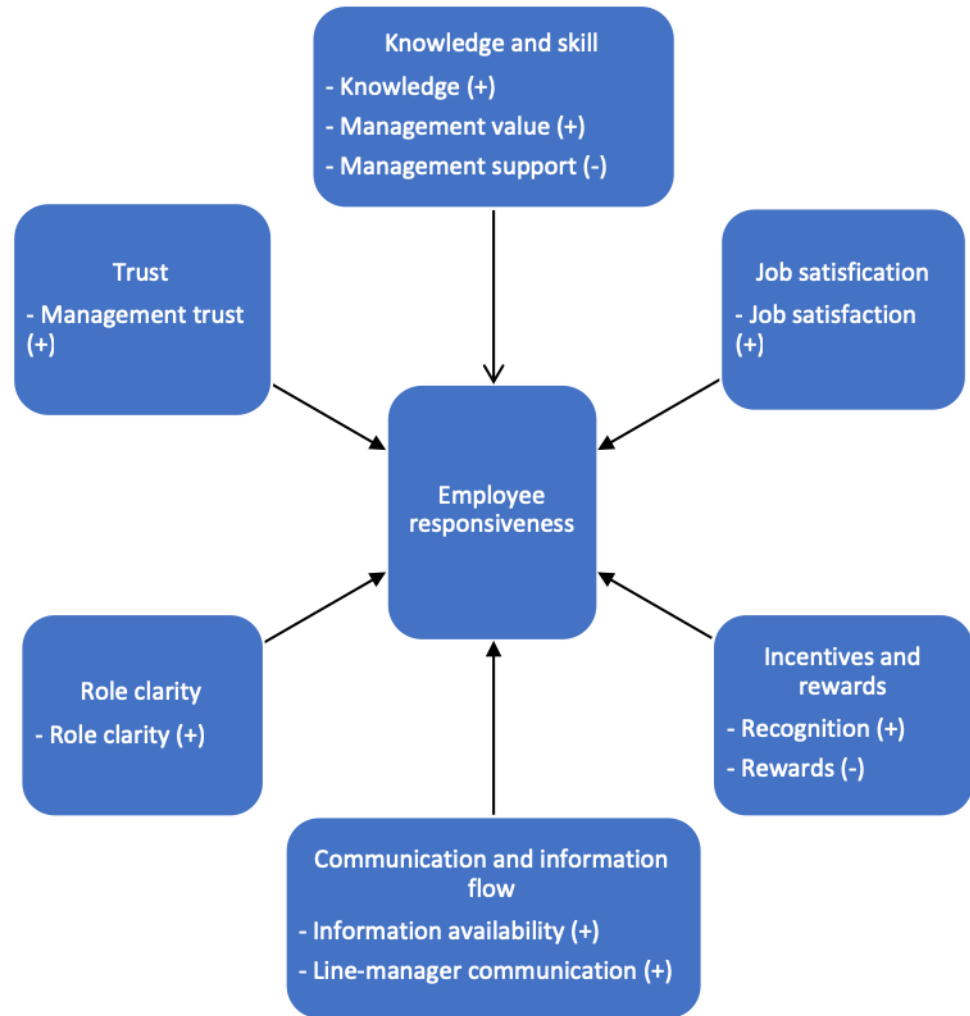 Knowledge and skill
- Knowledge (+)
- Management value (+)
- Management support (-)
Trust
- Management trust
(+)
Job satisfication
- Job satisfaction
(+)
Employee
responsiveness
Role clarity
- Role clarity (+)
Incentives and
rewards
- Recognition (+)
- Rewards (-)
Communication and information
flow
- Information availability (+)
- Line-manager communication (+)